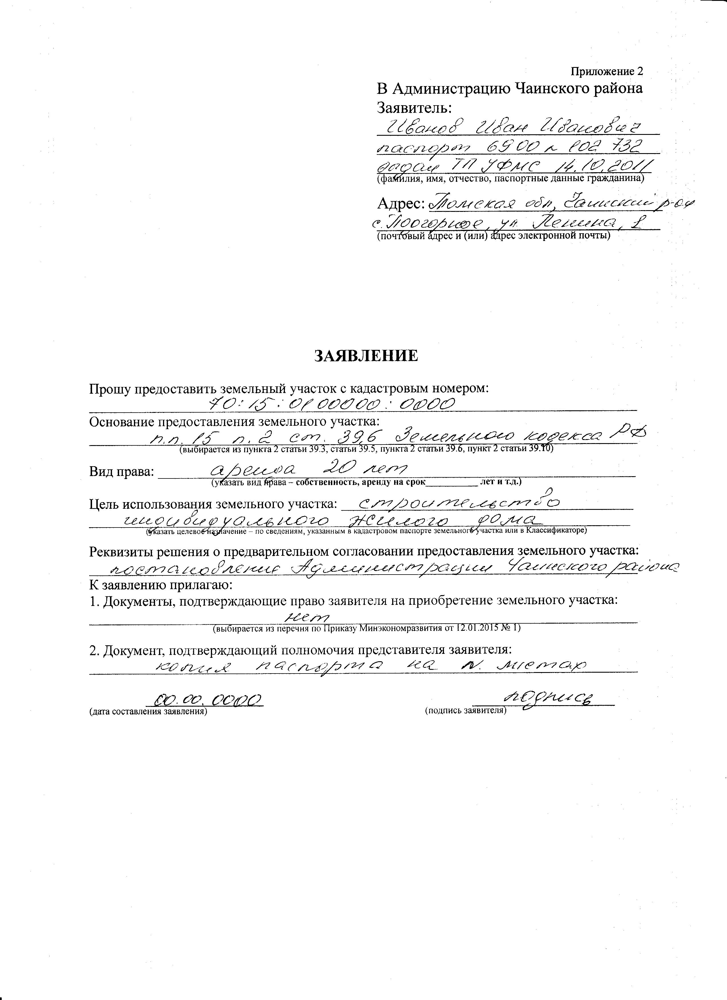 Приложение 2
В Администрацию Чаинского района
Заявитель:
Иванов Иван Иванович
паспорт 6900 № 102 732
выдан ТП УФМС 14.10.2011
(фамилия, имя, отчество, паспортные данные гражданина)
Адрес: Томская обл, Чаинский р-он
с. Подгорное, ул. Ленина, 1
(почтовый адрес и (или) адрес электронной почты)
ЗАЯВЛЕНИЕ
Прошу предоставить земельный участок с кадастровым номером:
70:15:0100000:0000
Основание предоставления земельного участка:
п.п. 15 п. 2 ст. 39,6 Земельного кодекса РФ
(выбирается из пункта 2 статьи 39.3, статьи 39.5, пункта 2 статьи 39.6, пункт 2 статьи 39.10)
Вид права: аренда 20 лет
(указать вид права – собственность, аренду на срок__________ лет и т.д.)
Цель использования земельного участка: строительство
индивидуального жилого дома
(указать целевое назначение – по сведениям, указанным в кадастровом паспорте земельного участка или в Классификаторе)
Реквизиты решения о предварительном согласовании предоставления земельного участка:
постановление Администрации Чаинского района
К заявлению прилагаю:
1. Документы, подтверждающие право заявителя на приобретение земельного участка:
нет
(выбирается из перечня по Приказу Минэкономразвития от 12.01.2015 № 1)
2. Документ, подтверждающий полномочия представителя заявителя:
копия паспорта на N. листах
00.00.0000 подпись
(дата составления заявления) (подпись заявителя)